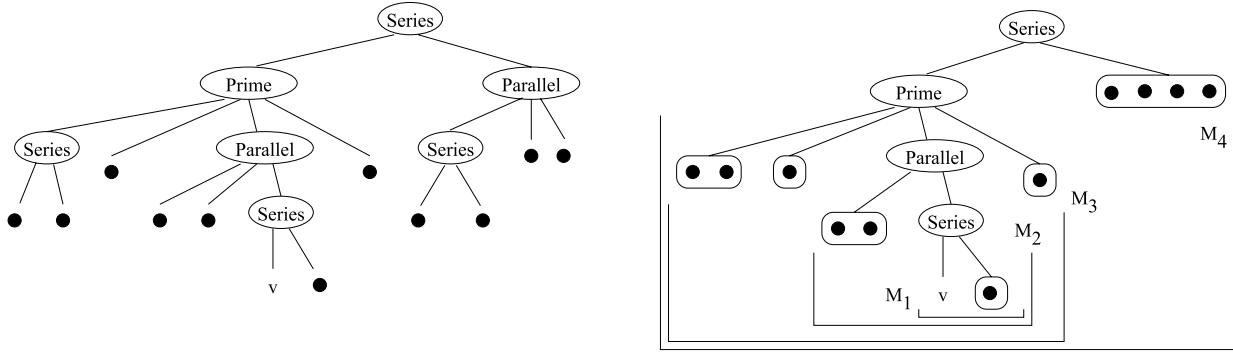 Series
Prime
Parallel
Series
Parallel
Series
Series
v
Series
Prime
M4
Parallel
M3
Series
M2
M1
v